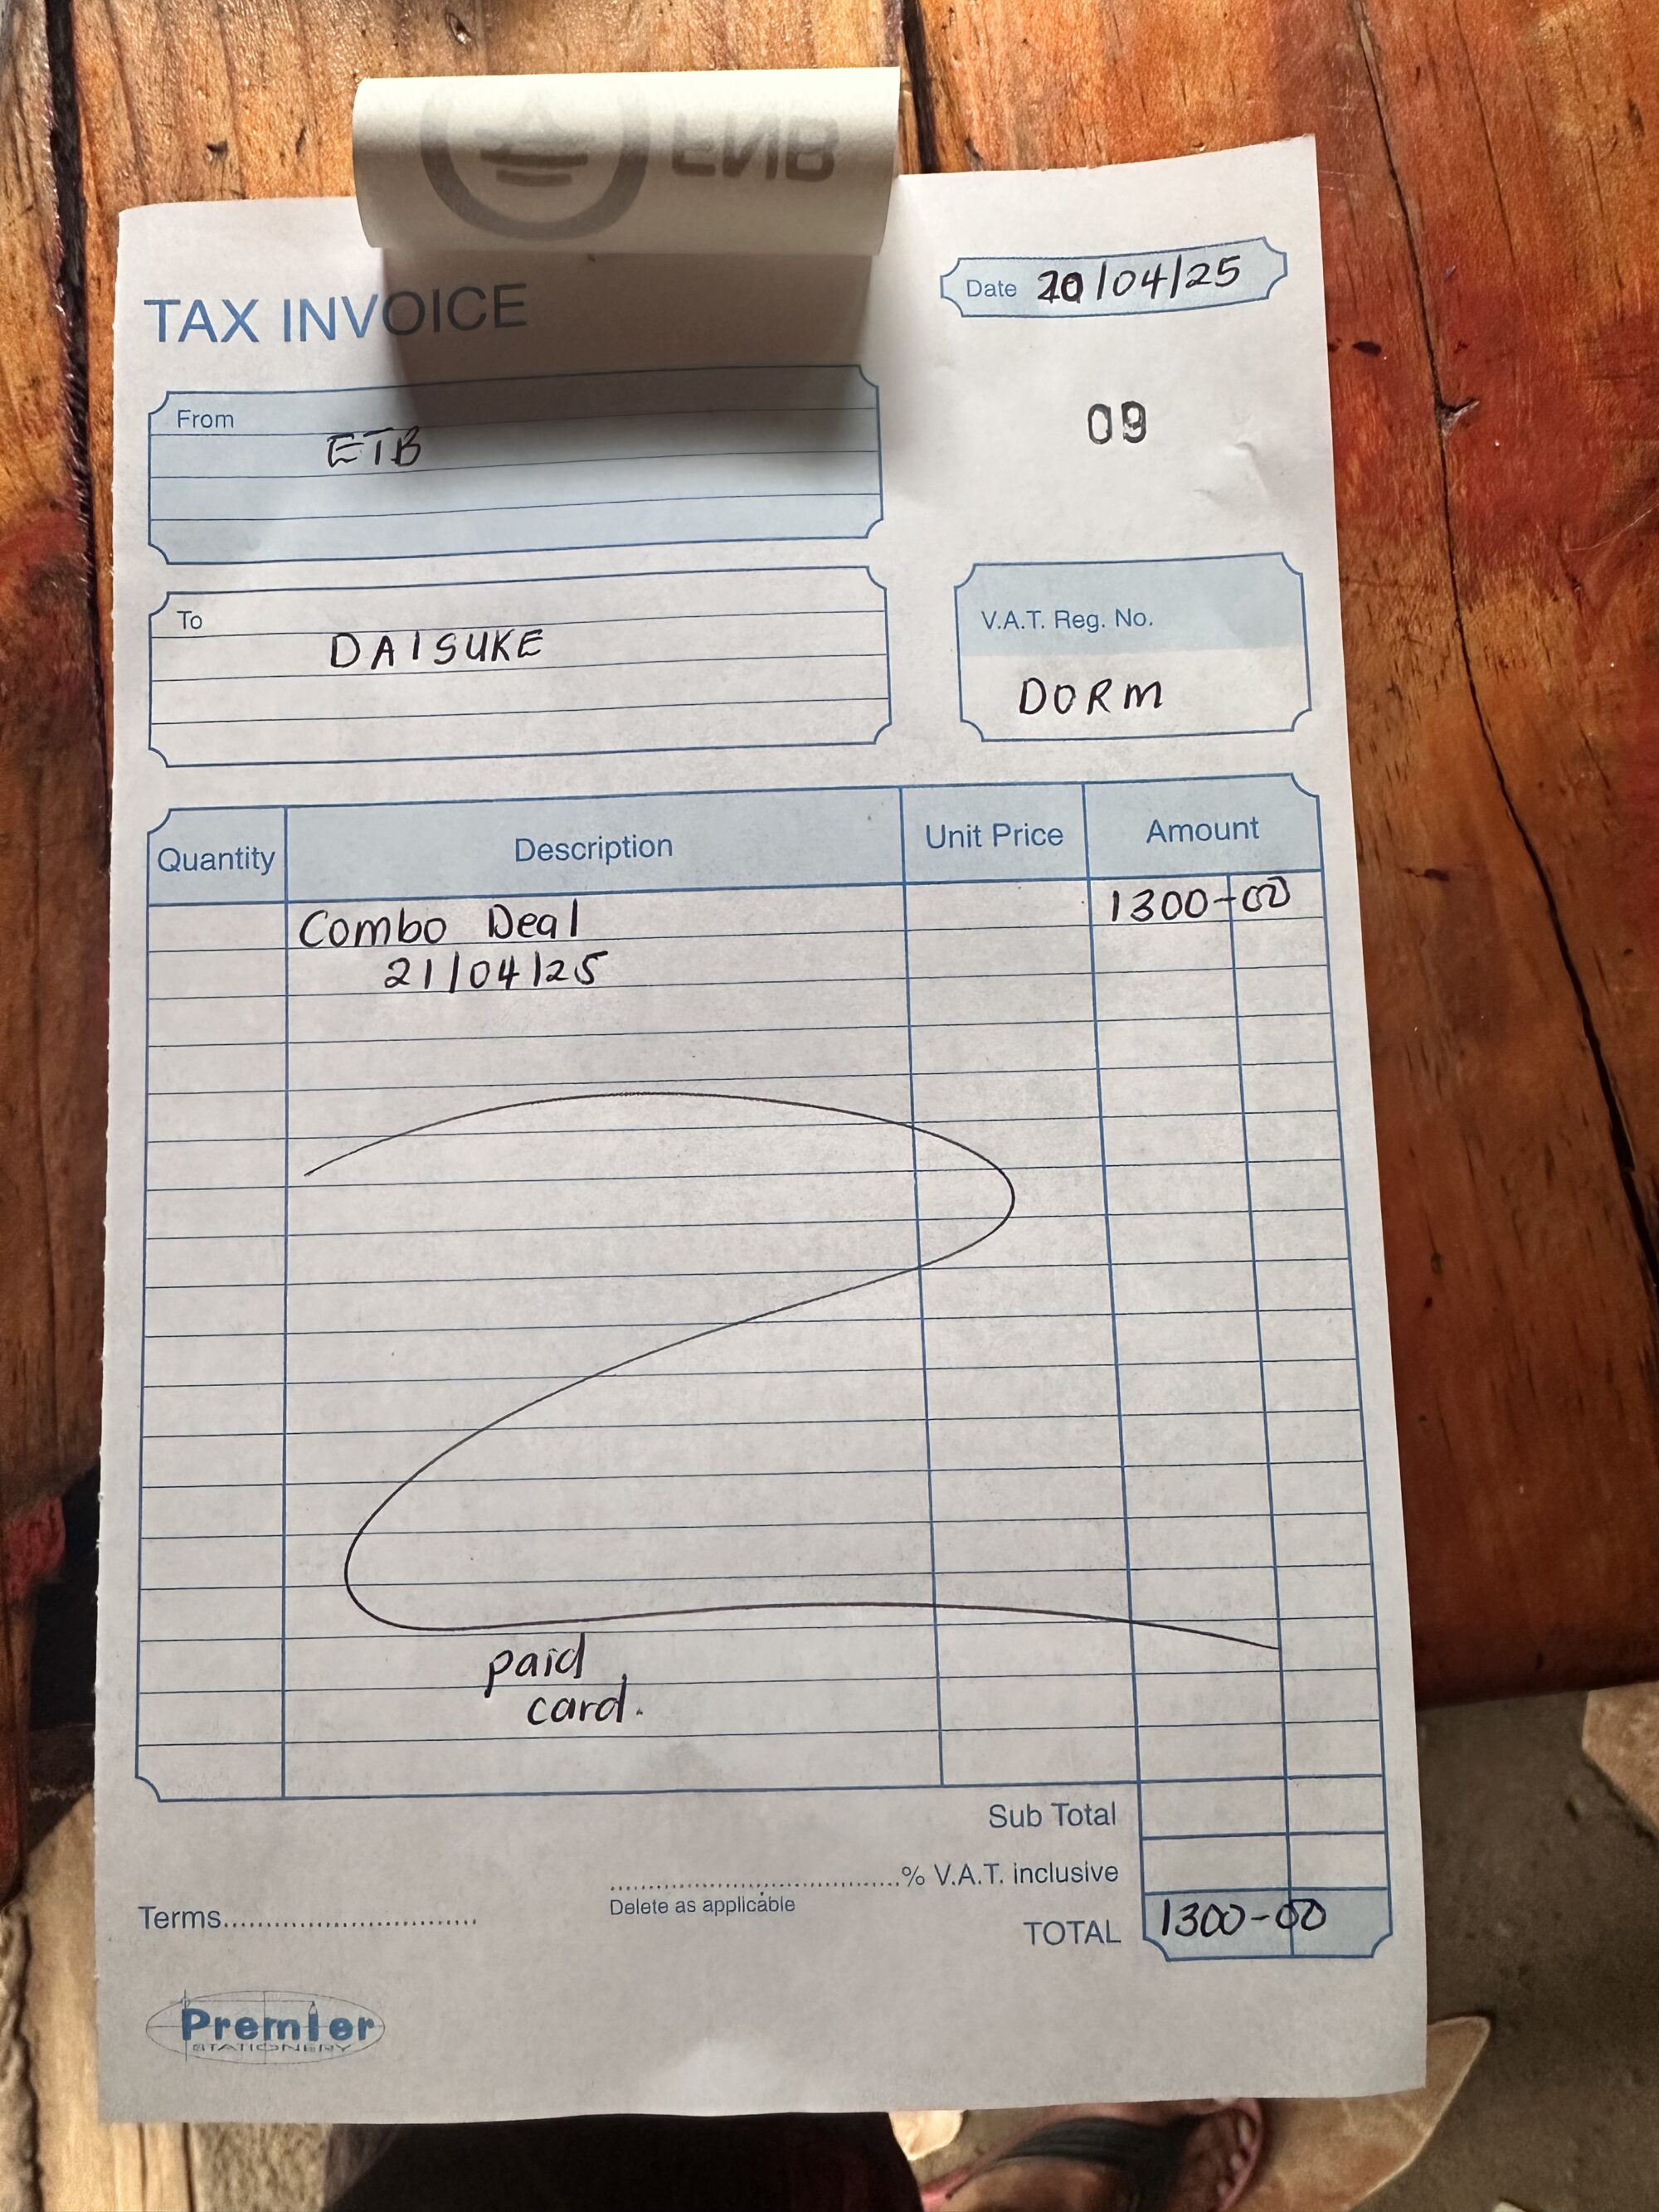 FNB
TAX INVOICE
Date 20/04/25
From
ETB
09
To
DAISUKE
V.A.T. Reg. No.
DORM
Quantity Description Unit Price Amount
Combo Deal 1300-00
21/04/25
paid
card.
Sub Total
% V.A.T. inclusive
Delete as applicable
Terms
TOTAL 1300-00
Premier
STATIONERY